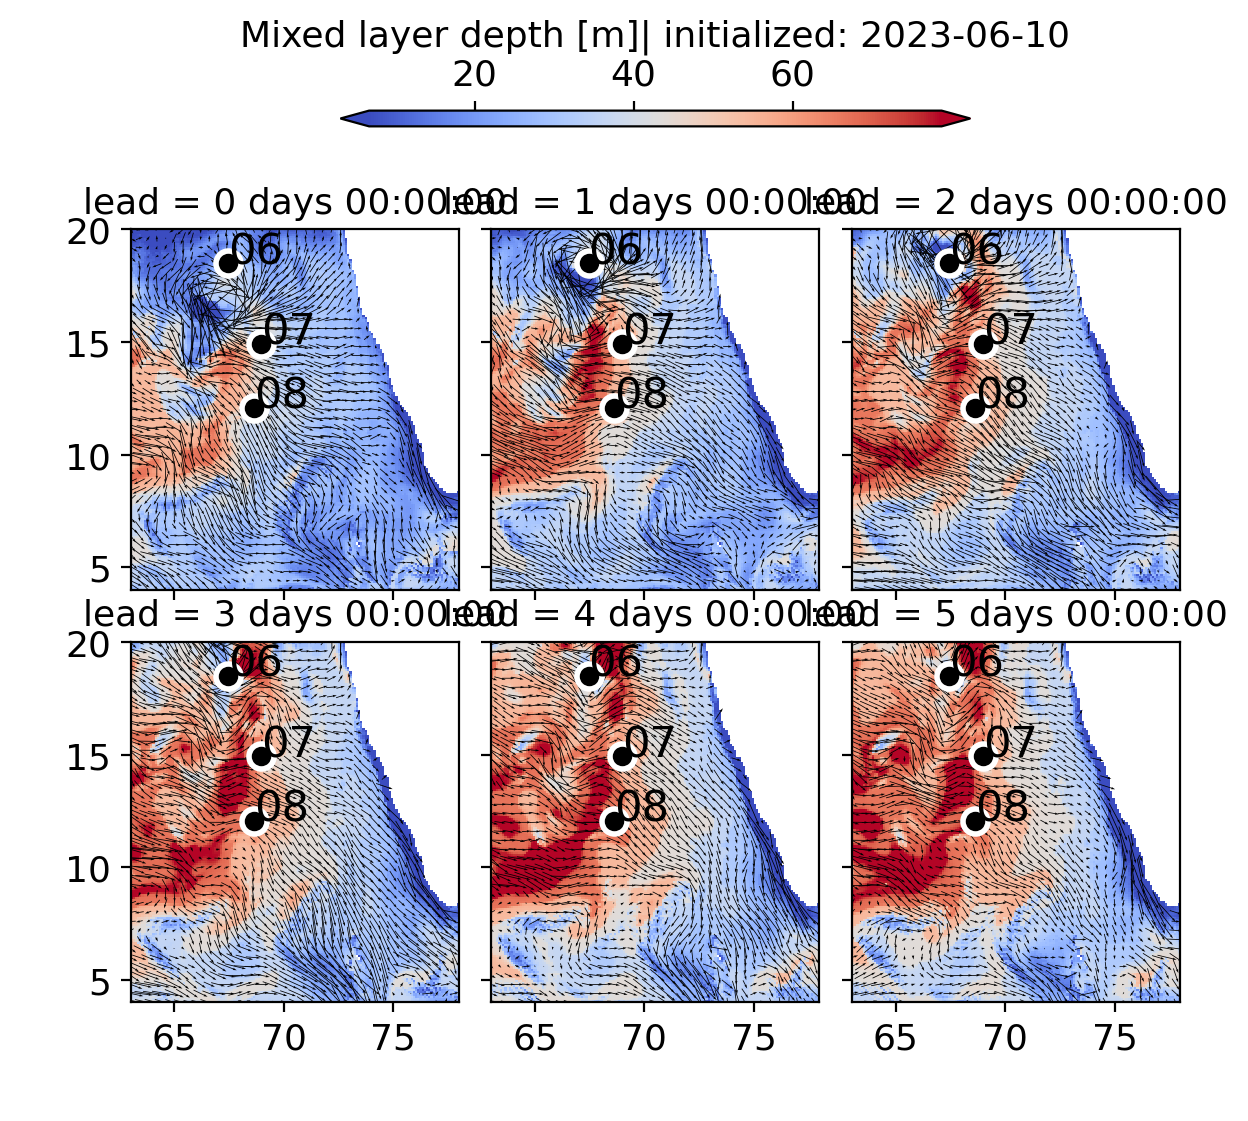 Mixed layer depth [m]| initialized: 2023-06-10
20 40 60
lead = 0 days 00:00:00 lead = 1 days 00:00:00 lead = 2 days 00:00:00
20
06 06 06
15
07 07 07
08 08 08
10
5
lead = 3 days 00:00:00 lead = 4 days 00:00:00 lead = 5 days 00:00:00
20
06 06 06
15
07 07 07
08 08 08
10
5
65 70 75 65 70 75 65 70 75